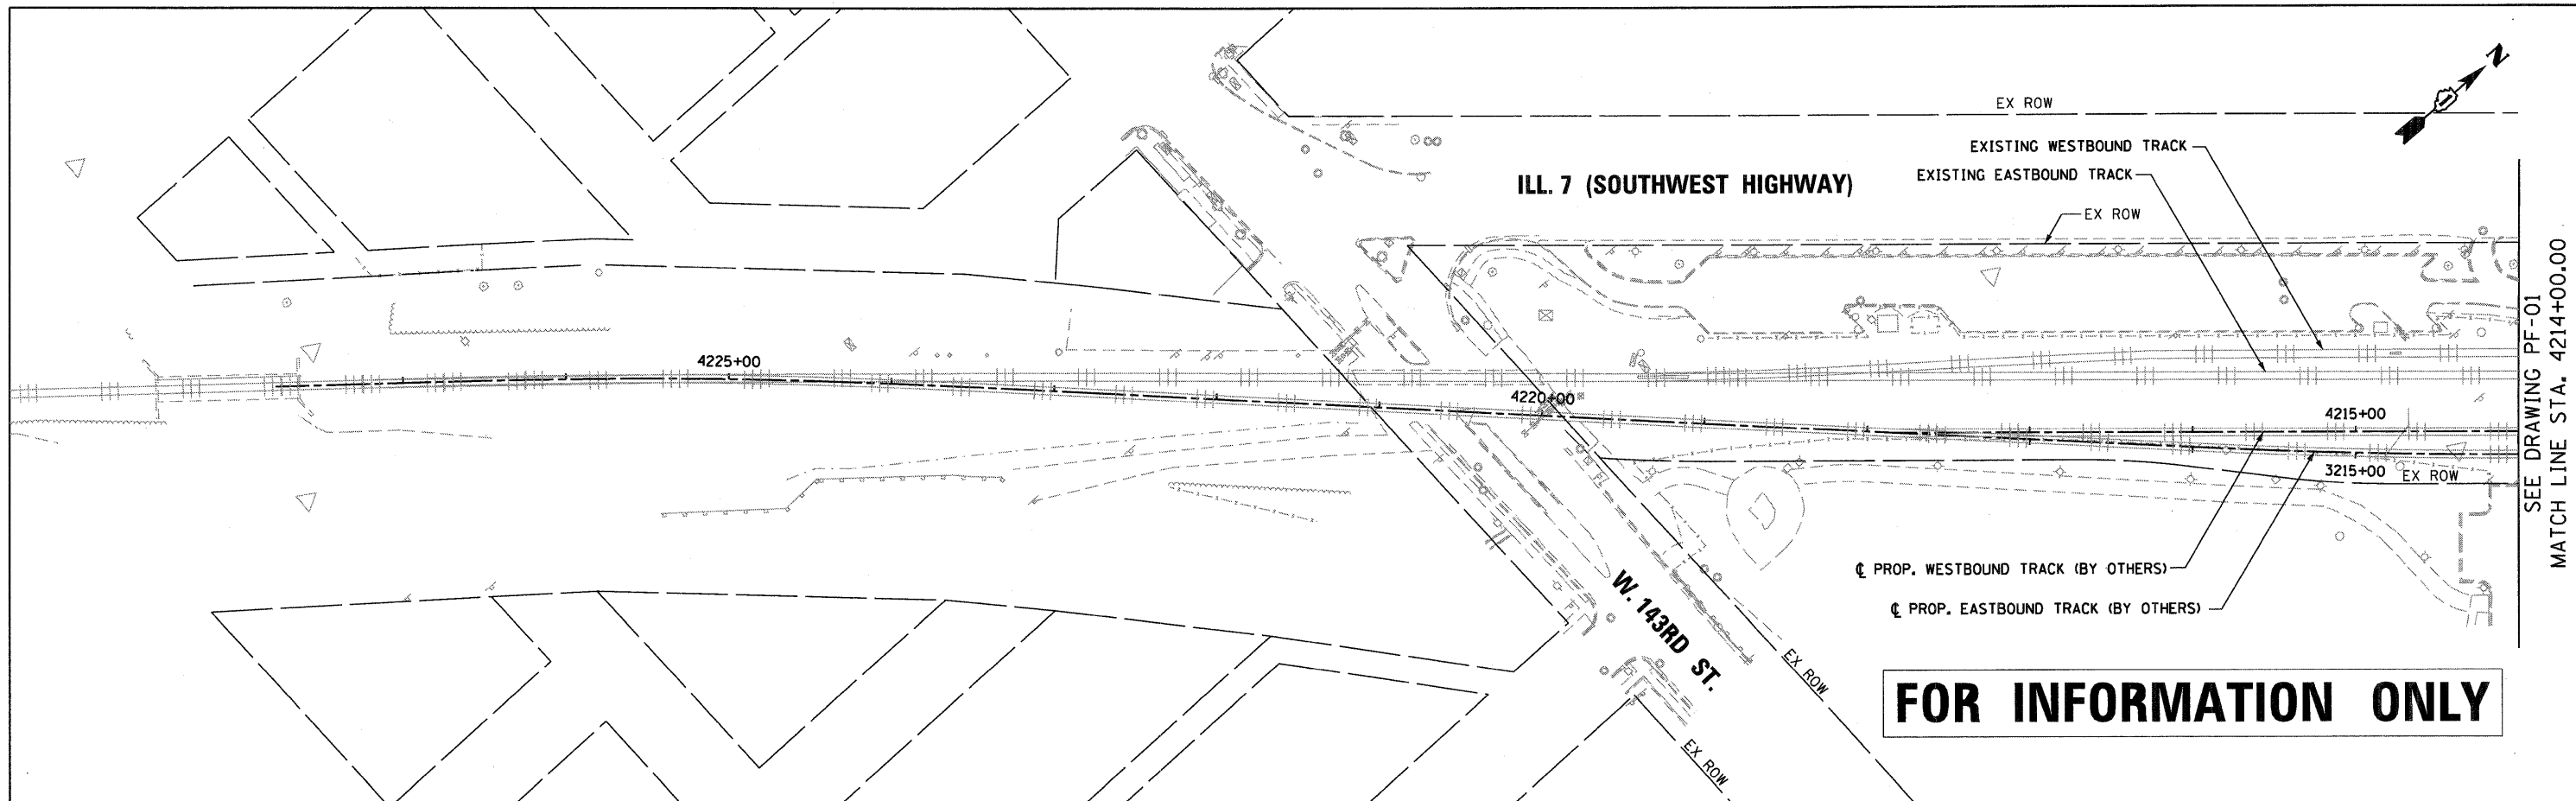 N
EX ROW
EXISTING WESTBOUND TRACK
ILL. 7 (SOUTHWEST HIGHWAY)
EXISTING EASTBOUND TRACK
EX ROW
4225+00
4220+00
4215+00
3215+00
EX ROW
SEE DRAWING PF-01
MATCH LINE STA. 4214+00.00
℄ PROP. WESTBOUND TRACK (BY OTHERS)
℄ PROP. EASTBOUND TRACK (BY OTHERS)
W. 143RD ST.
EX ROW
EX ROW
FOR INFORMATION ONLY